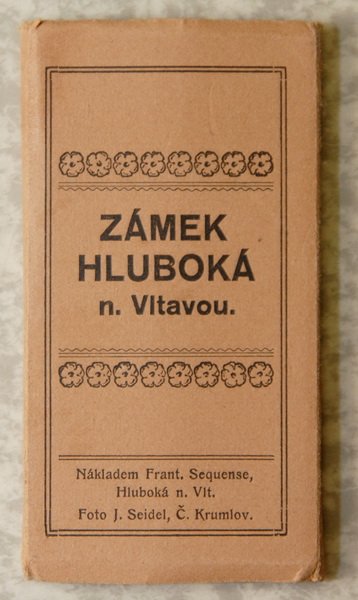 ZÁMEK
HLUBOKÁ
n. Vltavou.
Nákladem Frant. Sequense,
Hluboká n. Vlt.
Foto J. Seidel, Č. Krumlov.